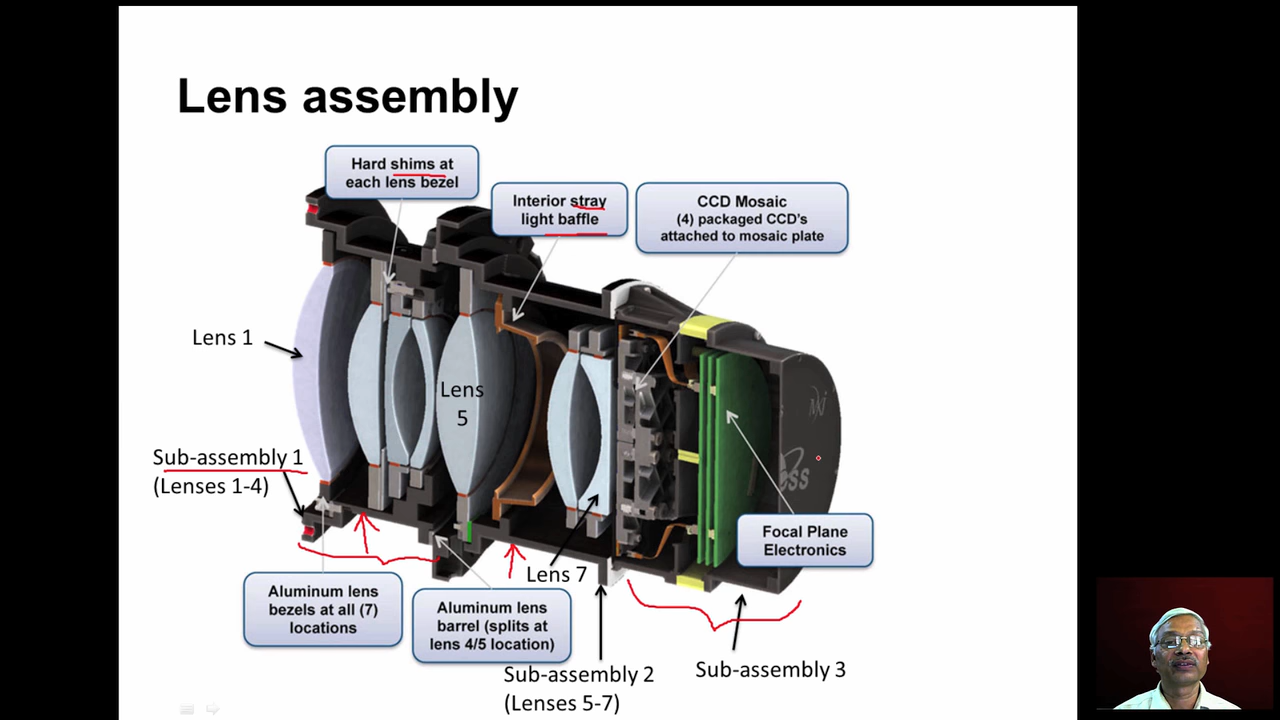 Lens assembly
Hard shims at
each lens bezel
Interior stray
light baffle
CCD Mosaic
(4) packaged CCD's
attached to mosaic plate
Lens 1
Lens
5
Sub-assembly 1
(Lenses 1-4)
ess
Focal Plane
Electronics
Lens 7
Aluminum lens
bezels at all (7)
locations
Aluminum lens
barrel (splits at
lens 4/5 location)
Sub-assembly 2
(Lenses 5-7)
Sub-assembly 3